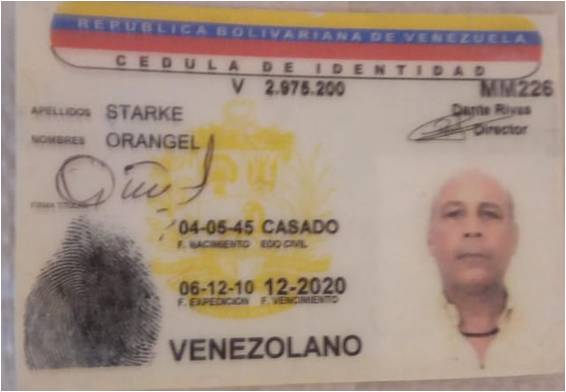 REPUBLICA BOLIVARIANA DE VENEZUELA
CEDULA DE IDENTIDAD
V 2.975.200 MM226
APELLIDOS STARKE
Dante Rivas
Director
NOMBRES ORANGEL
FIRMA TITULAR
04-05-45 CASADO
F. NACIMIENTO EDO CIVIL
06-12-10 12-2020
F. EXPEDICION F. VENCIMIENTO
VENEZOLANO